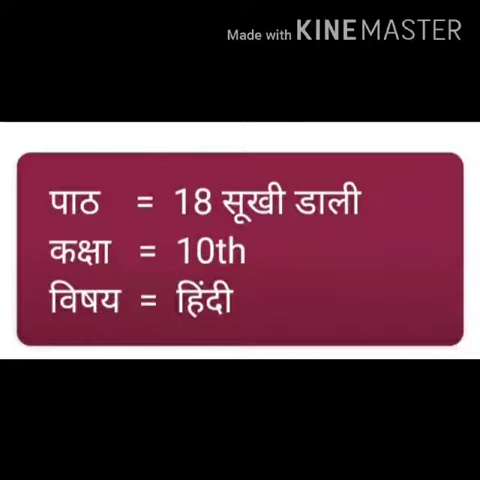 Made with KINEMASTER
पाठ = 18 सूखी डाली
कक्षा = 10th
विषय = हिंदी